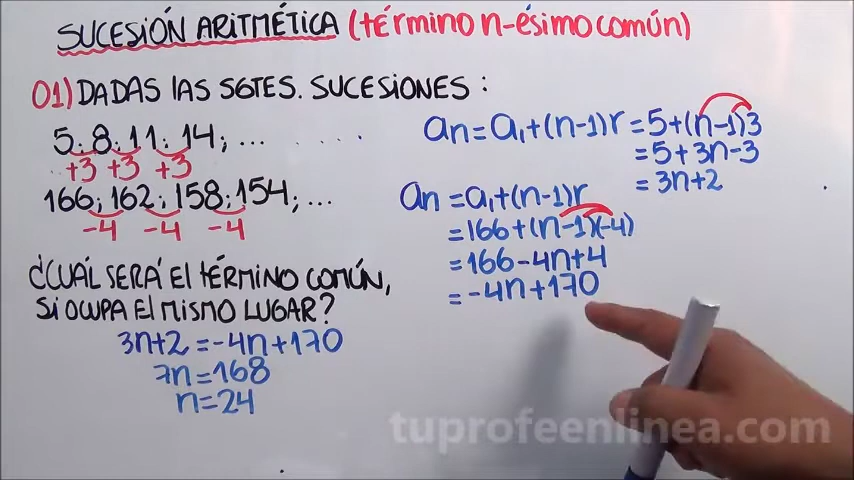 SUCESIÓN ARITMÉTICA (término n-ésimo común)
01) DADAS LAS SGTES. SUCESIONES :
5; 8; 11; 14; ...
+3 +3 +3
166; 162; 158; 154; ...
-4 -4 -4
¿CUÁL SERÁ EL TÉRMINO COMÚN,
SI OCUPA EL MISMO LUGAR?
3n+2 = -4n+170
7n = 168
n = 24
an = a1+(n-1)r = 5+(n-1)3
= 5+3n-3
= 3n+2
an = a1+(n-1)r
= 166+(n-1)(-4)
= 166-4n+4
= -4n+170
tuprofeenlinea.com